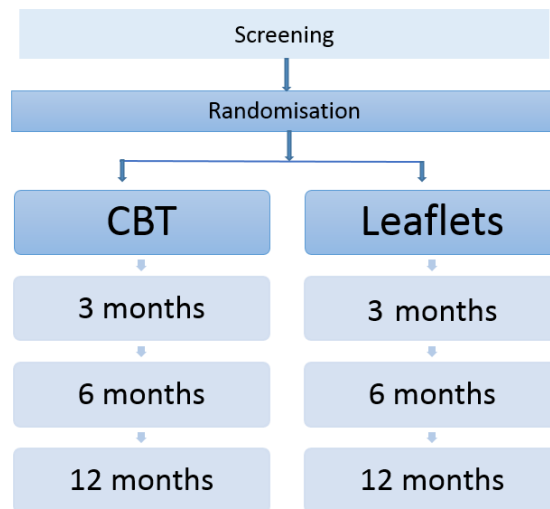 Screening
Randomisation
CBT
Leaflets
3 months
3 months
6 months
6 months
12 months
12 months